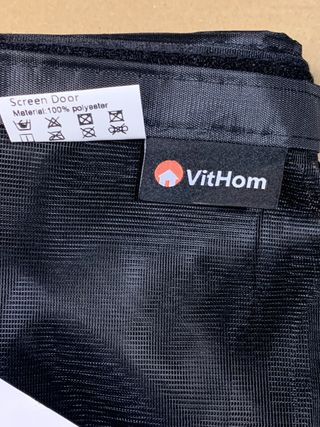 Screen Door
Material:100% polyester
VitHom